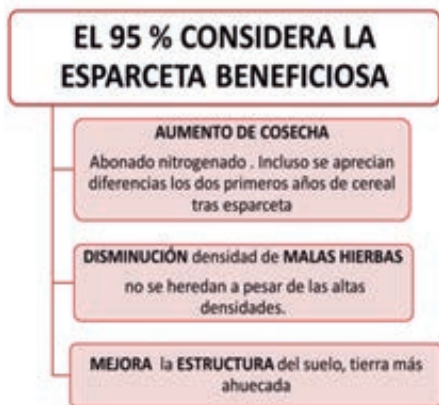 EL 95 % CONSIDERA LA
ESPARCETA BENEFICIOSA
AUMENTO DE COSECHA
Abonado nitrogenado . Incluso se aprecian
diferencias los dos primeros años de cereal
tras esparceta
DISMINUCIÓN densidad de MALAS HIERBAS
no se heredan a pesar de las altas
densidades.
MEJORA la ESTRUCTURA del suelo, tierra más
ahuecada